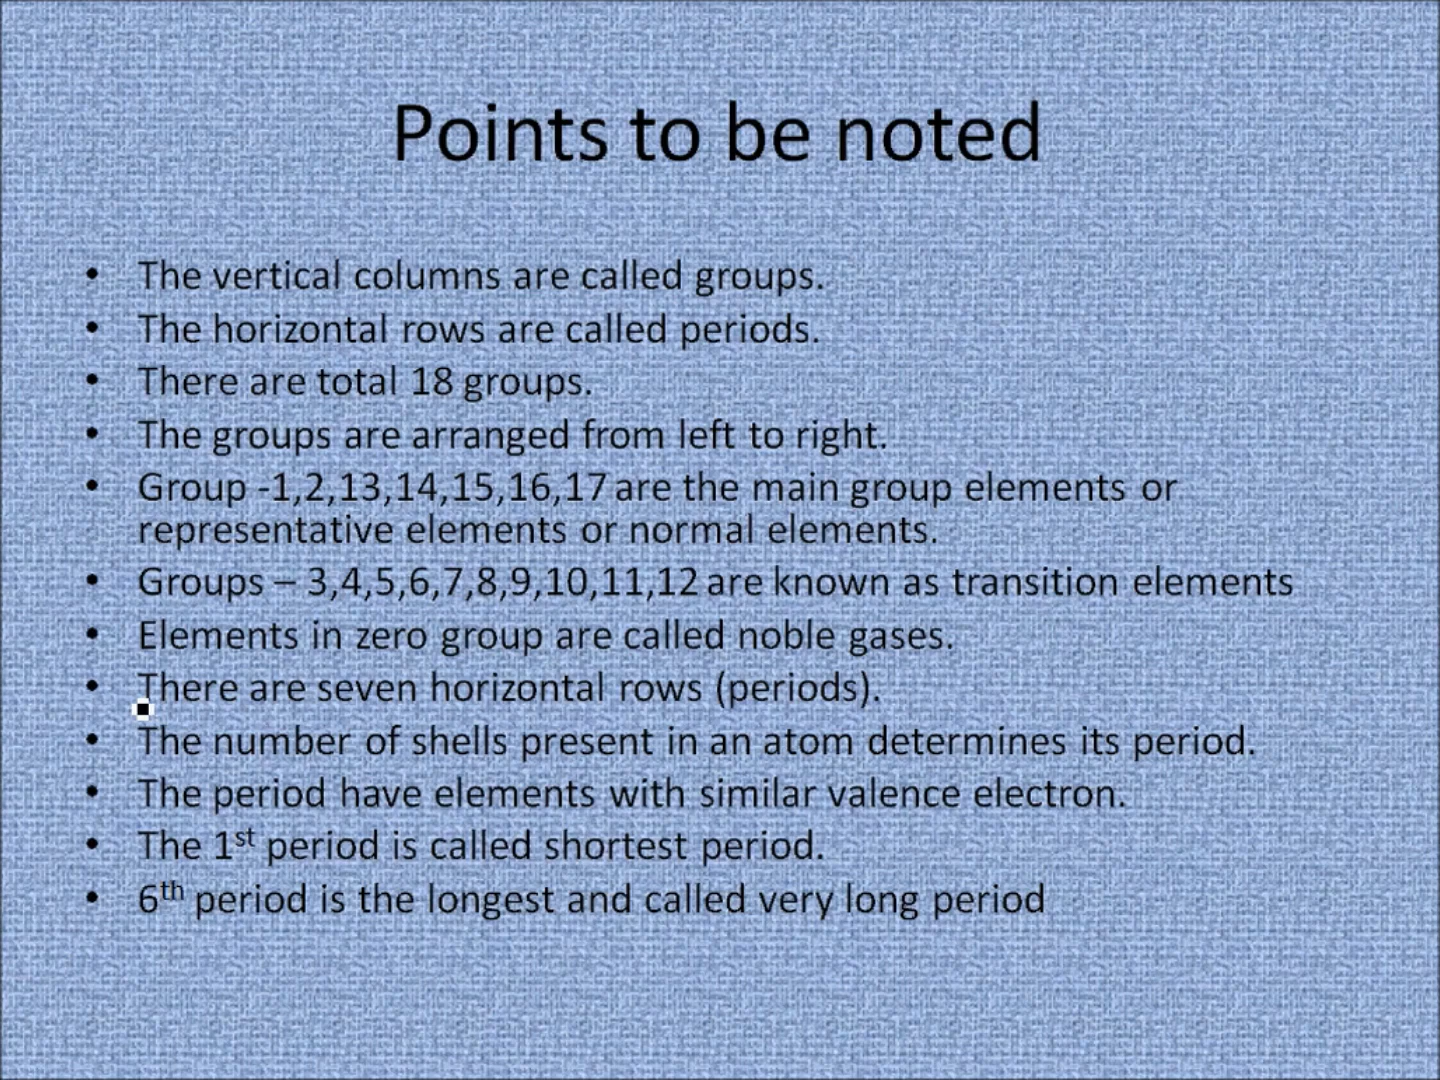 Points to be noted
• The vertical columns are called groups.
• The horizontal rows are called periods.
• There are total 18 groups.
• The groups are arranged from left to right.
• Group -1,2,13,14,15,16,17 are the main group elements or
representative elements or normal elements.
• Groups – 3,4,5,6,7,8,9,10,11,12 are known as transition elements
• Elements in zero group are called noble gases.
• There are seven horizontal rows (periods).
• The number of shells present in an atom determines its period.
• The period have elements with similar valence electron.
• The 1st period is called shortest period.
• 6th period is the longest and called very long period